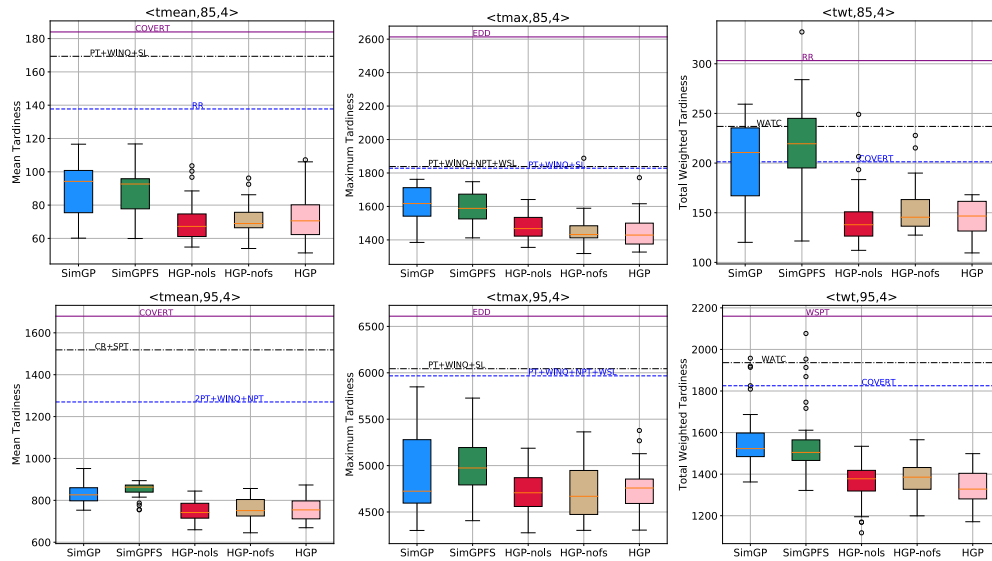 <tmean,85,4>
180
160
140
120
100
80
60
Mean Tardiness
COVERT
PT+WINQ+SL
RR
SimGP SimGPFS HGP-nols HGP-nofs HGP
<tmax,85,4>
2600
2400
2200
2000
1800
1600
1400
Maximum Tardiness
EDD
PT+WINQ+NPT+WSL
PT+WINQ+SL
SimGP SimGPFS HGP-nols HGP-nofs HGP
<twt,85,4>
300
250
200
150
100
Total Weighted Tardiness
RR
WATC
COVERT
SimGP SimGPFS HGP-nols HGP-nofs HGP
<tmean,95,4>
1600
1400
1200
1000
800
600
Mean Tardiness
COVERT
CR+SPT
2PT+WINQ+NPT
SimGP SimGPFS HGP-nols HGP-nofs HGP
<tmax,95,4>
6500
6000
5500
5000
4500
Maximum Tardiness
EDD
PT+WINQ+SL
PT+WINQ+NPT+WSL
SimGP SimGPFS HGP-nols HGP-nofs HGP
<twt,95,4>
2200
2000
1800
1600
1400
1200
Total Weighted Tardiness
WSPT
WATC
COVERT
SimGP SimGPFS HGP-nols HGP-nofs HGP